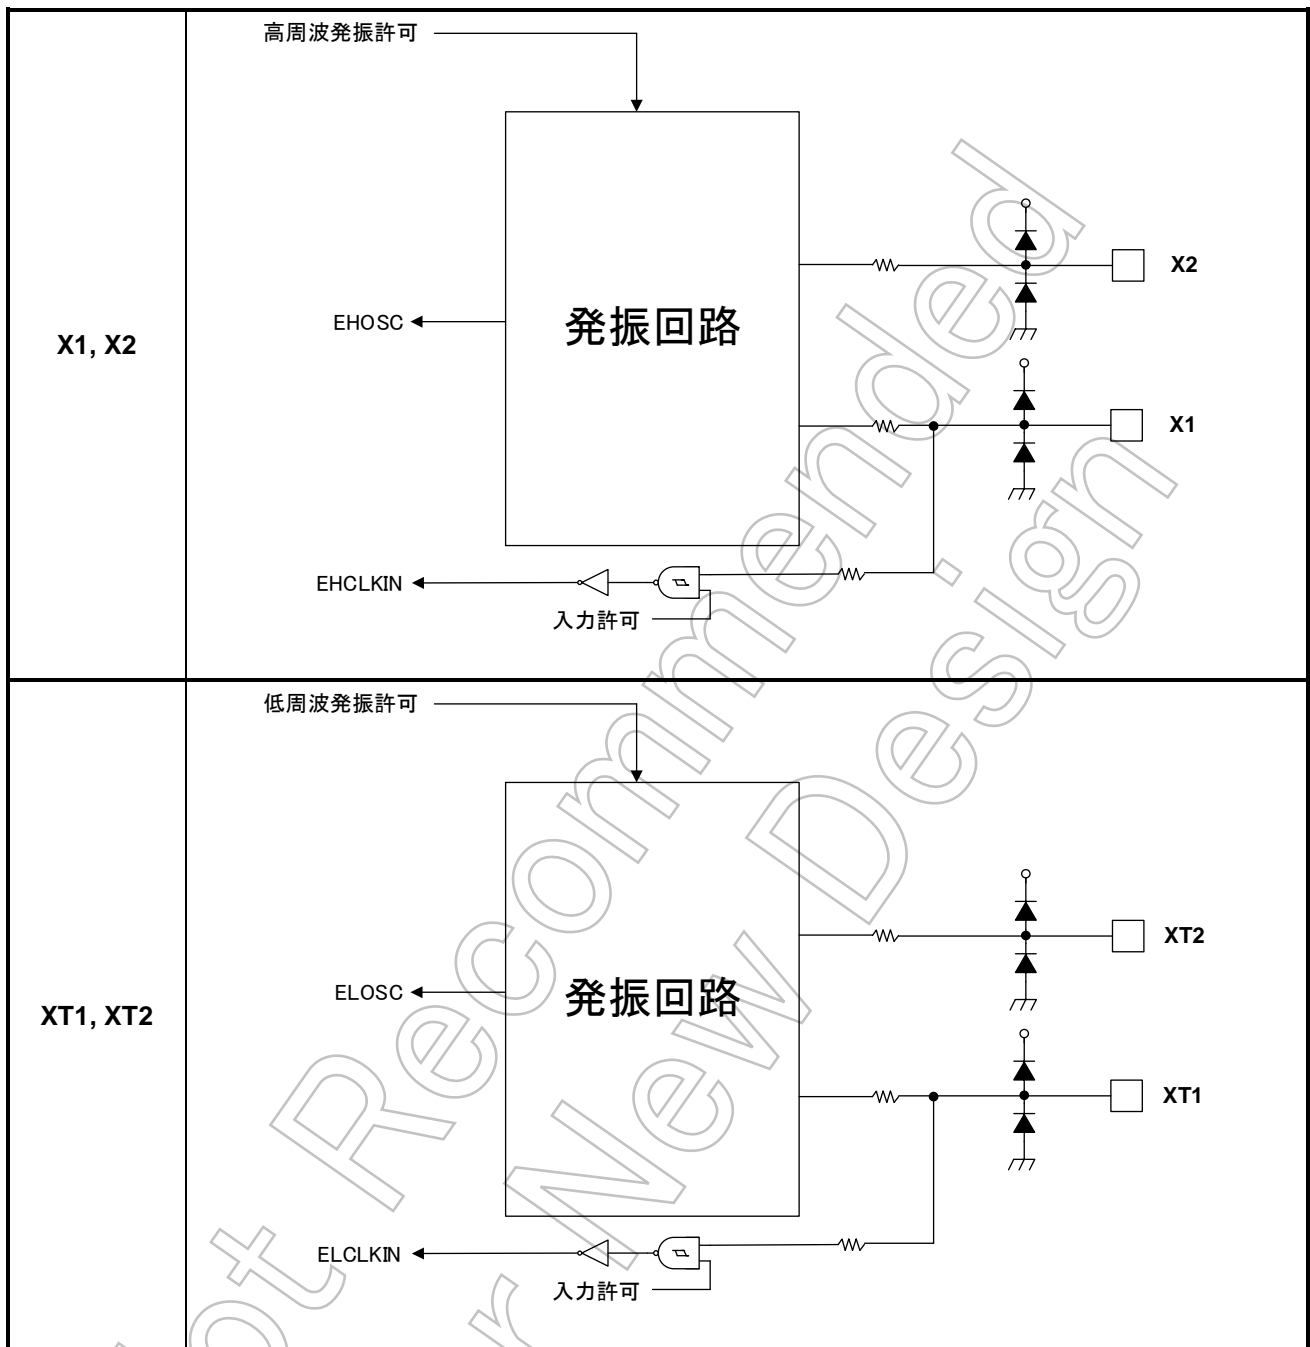 高周波発振許可
X2
EHOSC
発振回路
X1, X2
X1
EHCLKIN
入力許可
低周波発振許可
XT2
ELOSC
発振回路
XT1, XT2
XT1
ELCLKIN
入力許可
Not Recommended
for New Design